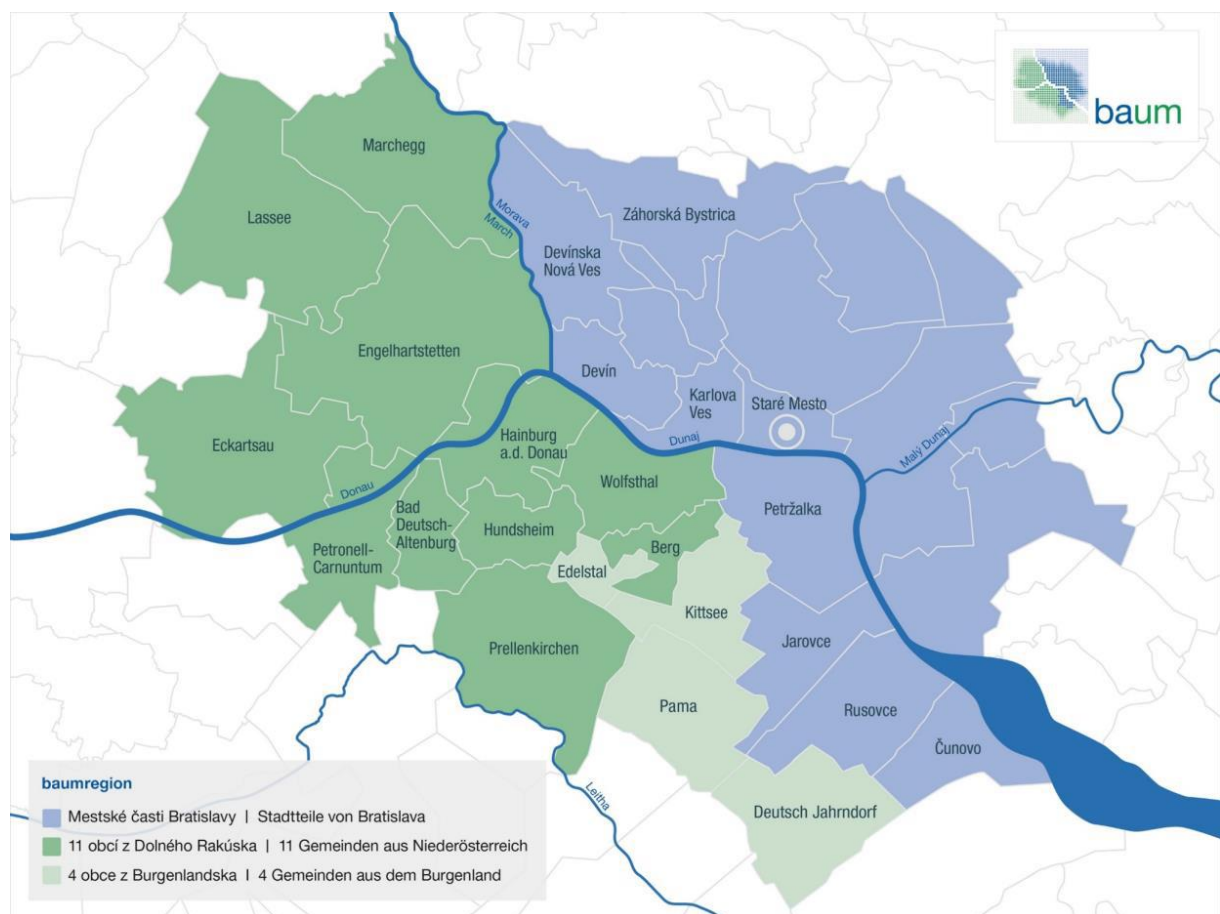 baum
Marchegg
Lassee
Morava
March
Záhorská Bystrica
Devínska
Nová Ves
Engelhartstetten
Devín
Karlova
Ves
Staré Mesto
Eckartsau
Hainburg
a.d. Donau
Dunaj
Malý Dunaj
Donau
Wolfsthal
Bad
Deutsch-
Altenburg
Hundsheim
Petržalka
Petronell-
Carnuntum
Berg
Edelstal
Kittsee
Prellenkirchen
Jarovce
Pama
Rusovce
Čunovo
Leitha
Deutsch Jahrndorf
baumregion
Mestské časti Bratislavy | Stadtteile von Bratislava
11 obcí z Dolného Rakúska | 11 Gemeinden aus Niederösterreich
4 obce z Burgenlandska I 4 Gemeinden aus dem Burgenland